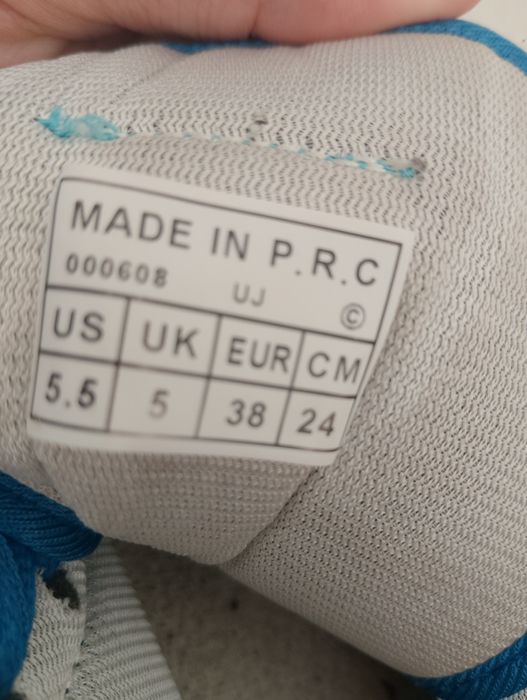 MADE IN P.R.C
000608 UJ ©
US UK EUR CM
5.5 5 38 24